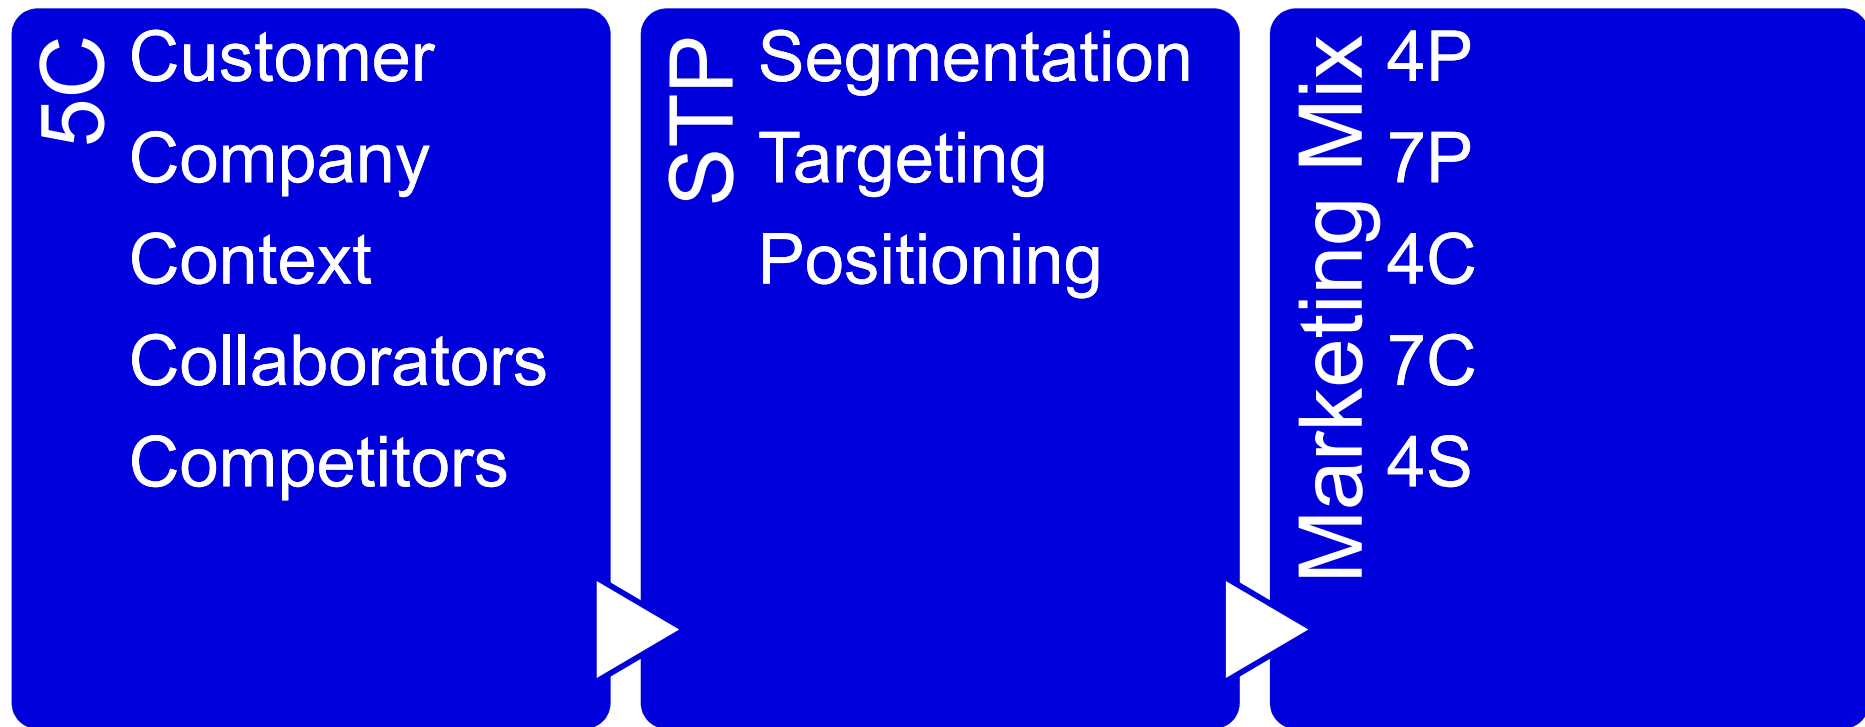 5C
Customer
Company
Context
Collaborators
Competitors
STP
Segmentation
Targeting
Positioning
Marketing Mix
4P
7P
4C
7C
4S